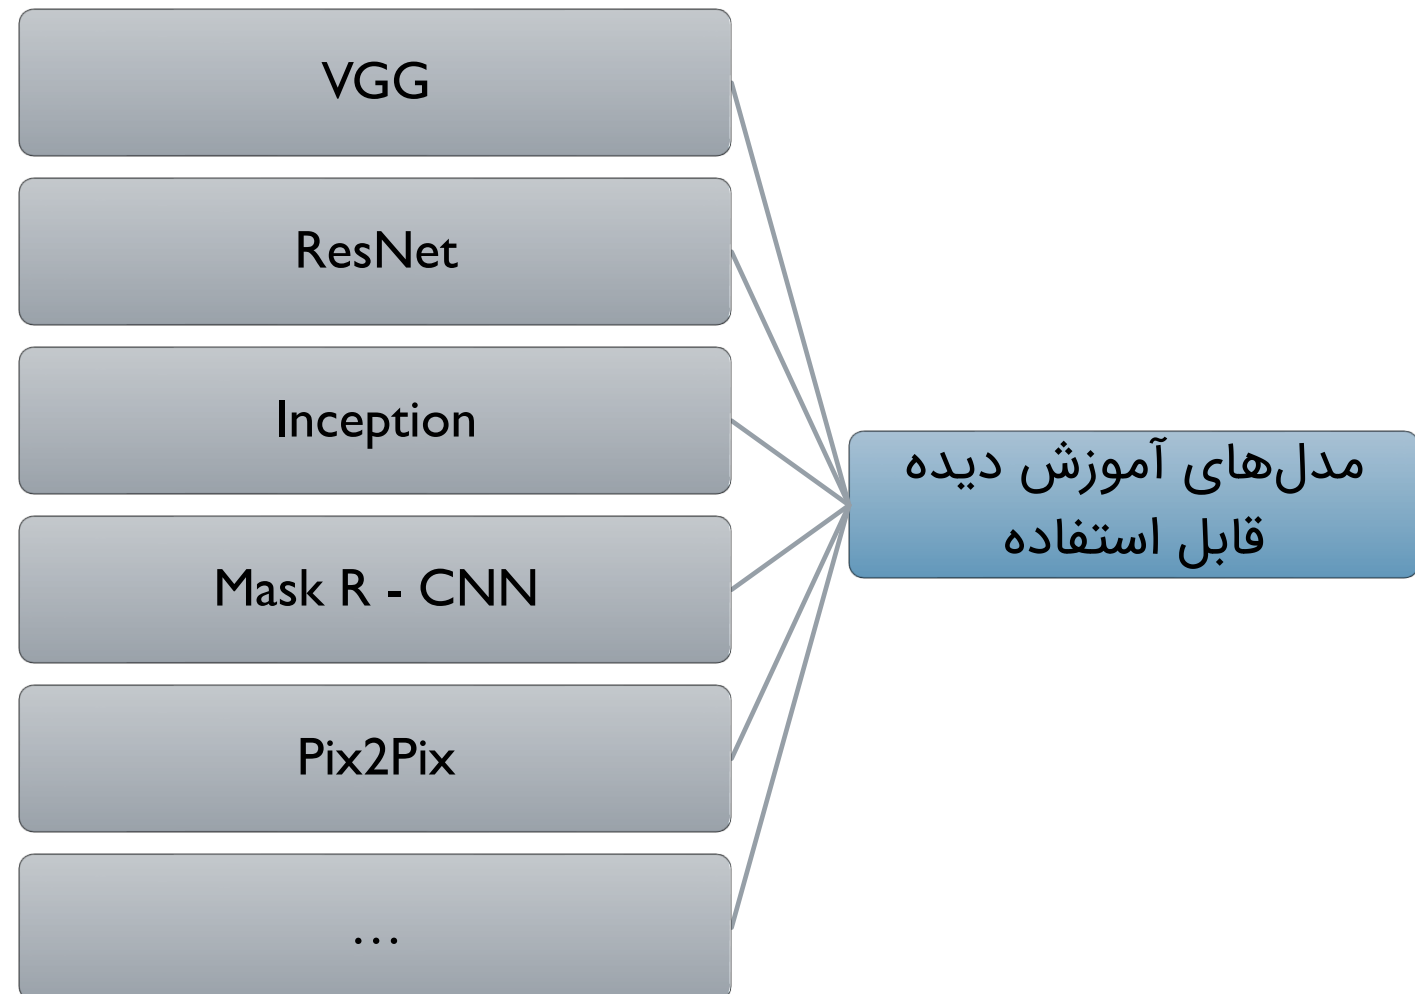 مدل‌های آموزش دیده
قابل استفاده
VGG
ResNet
Inception
Mask R - CNN
Pix2Pix
...